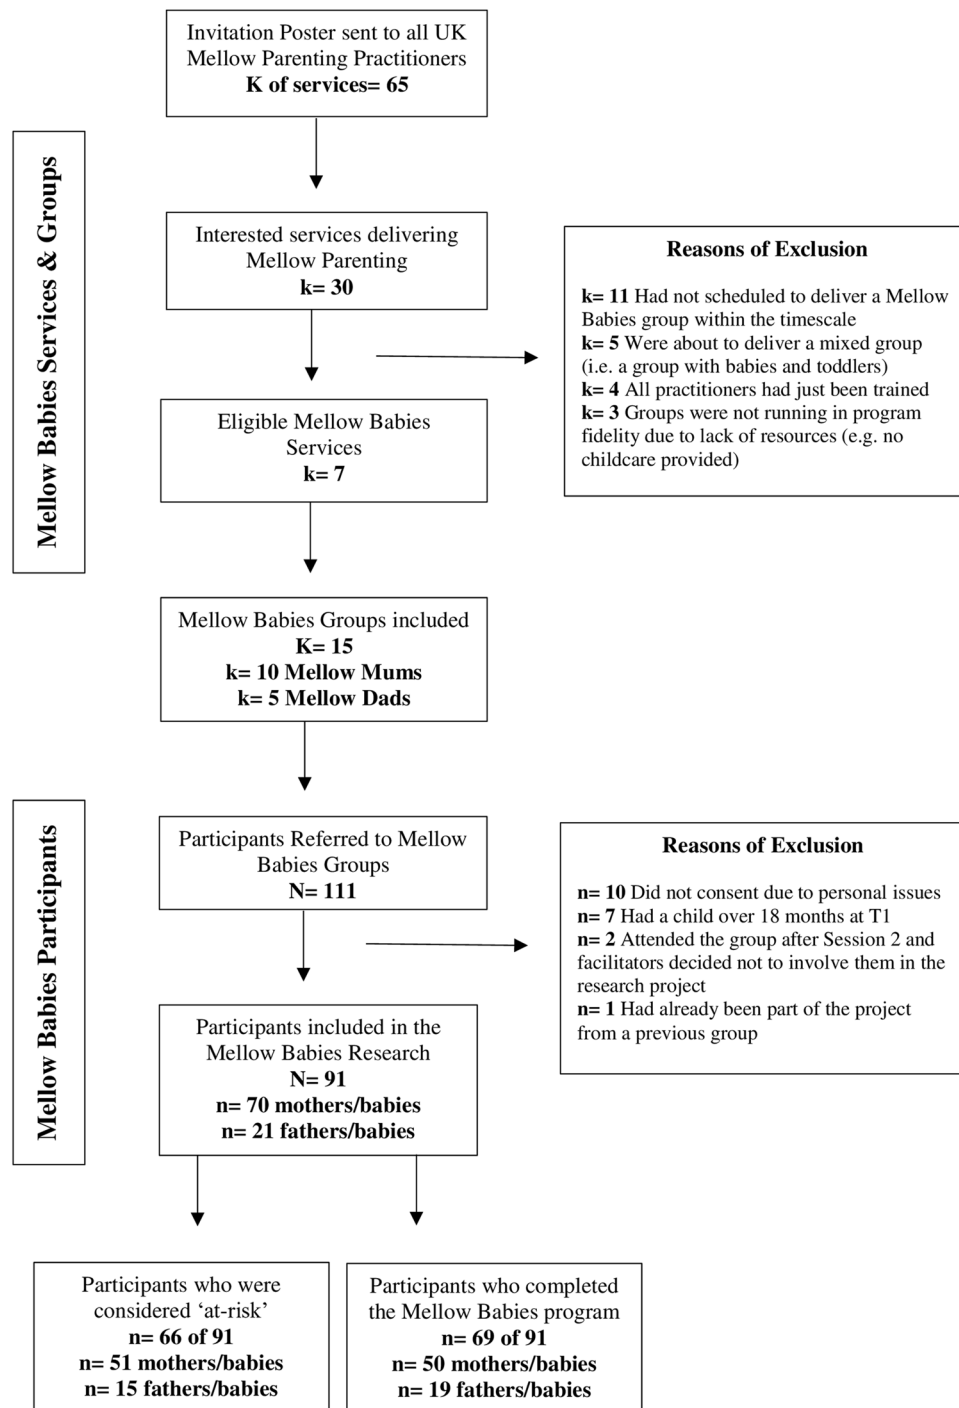 Invitation Poster sent to all UK
Mellow Parenting Practitioners
K of services= 65
Mellow Babies Services & Groups
Interested services delivering
Mellow Parenting
k= 30
Reasons of Exclusion
k= 11 Had not scheduled to deliver a Mellow
Babies group within the timescale
k= 5 Were about to deliver a mixed group
(i.e. a group with babies and toddlers)
k= 4 All practitioners had just been trained
k= 3 Groups were not running in program
fidelity due to lack of resources (e.g. no
childcare provided)
Eligible Mellow Babies
Services
k= 7
Mellow Babies Groups included
K= 15
k= 10 Mellow Mums
k= 5 Mellow Dads
Mellow Babies Participants
Participants Referred to Mellow
Babies Groups
N= 111
Reasons of Exclusion
n= 10 Did not consent due to personal issues
n= 7 Had a child over 18 months at T1
n= 2 Attended the group after Session 2 and
facilitators decided not to involve them in the
research project
n= 1 Had already been part of the project
from a previous group
Participants included in the
Mellow Babies Research
N= 91
n= 70 mothers/babies
n= 21 fathers/babies
Participants who were
considered ‘at-risk’
n= 66 of 91
n= 51 mothers/babies
n= 15 fathers/babies
Participants who completed
the Mellow Babies program
n= 69 of 91
n= 50 mothers/babies
n= 19 fathers/babies